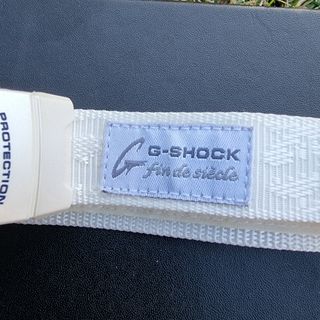 PROTECTION
G G-SHOCK
fin de siècle